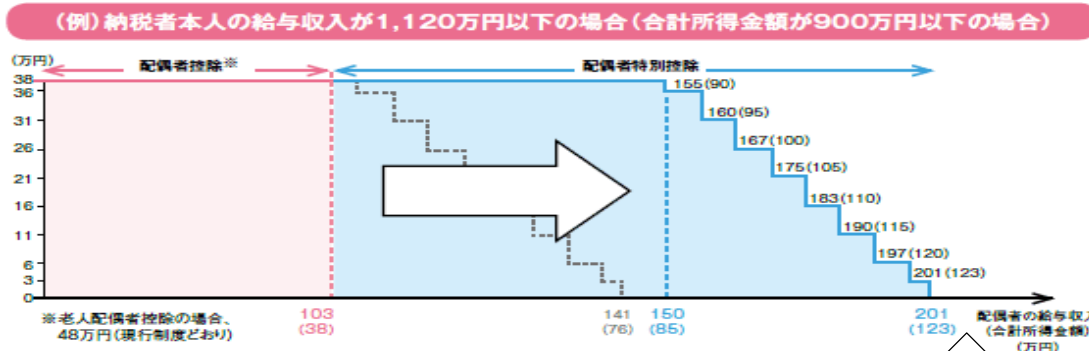 (例)納税者本人の給与収入が1,120万円以下の場合(合計所得金額が900万円以下の場合)
(万円)
配偶者控除※
配偶者特別控除
38
36
31
26
21
16
11
6
3
0
155(90)
160(95)
167(100)
175(105)
183(110)
190(115)
197(120)
201(123)
※老人配偶者控除の場合、
48万円(現行制度どおり)
103
(38)
141
(76)
150
(85)
201
(123)
配偶者の給与収入
(合計所得金額)
(万円)